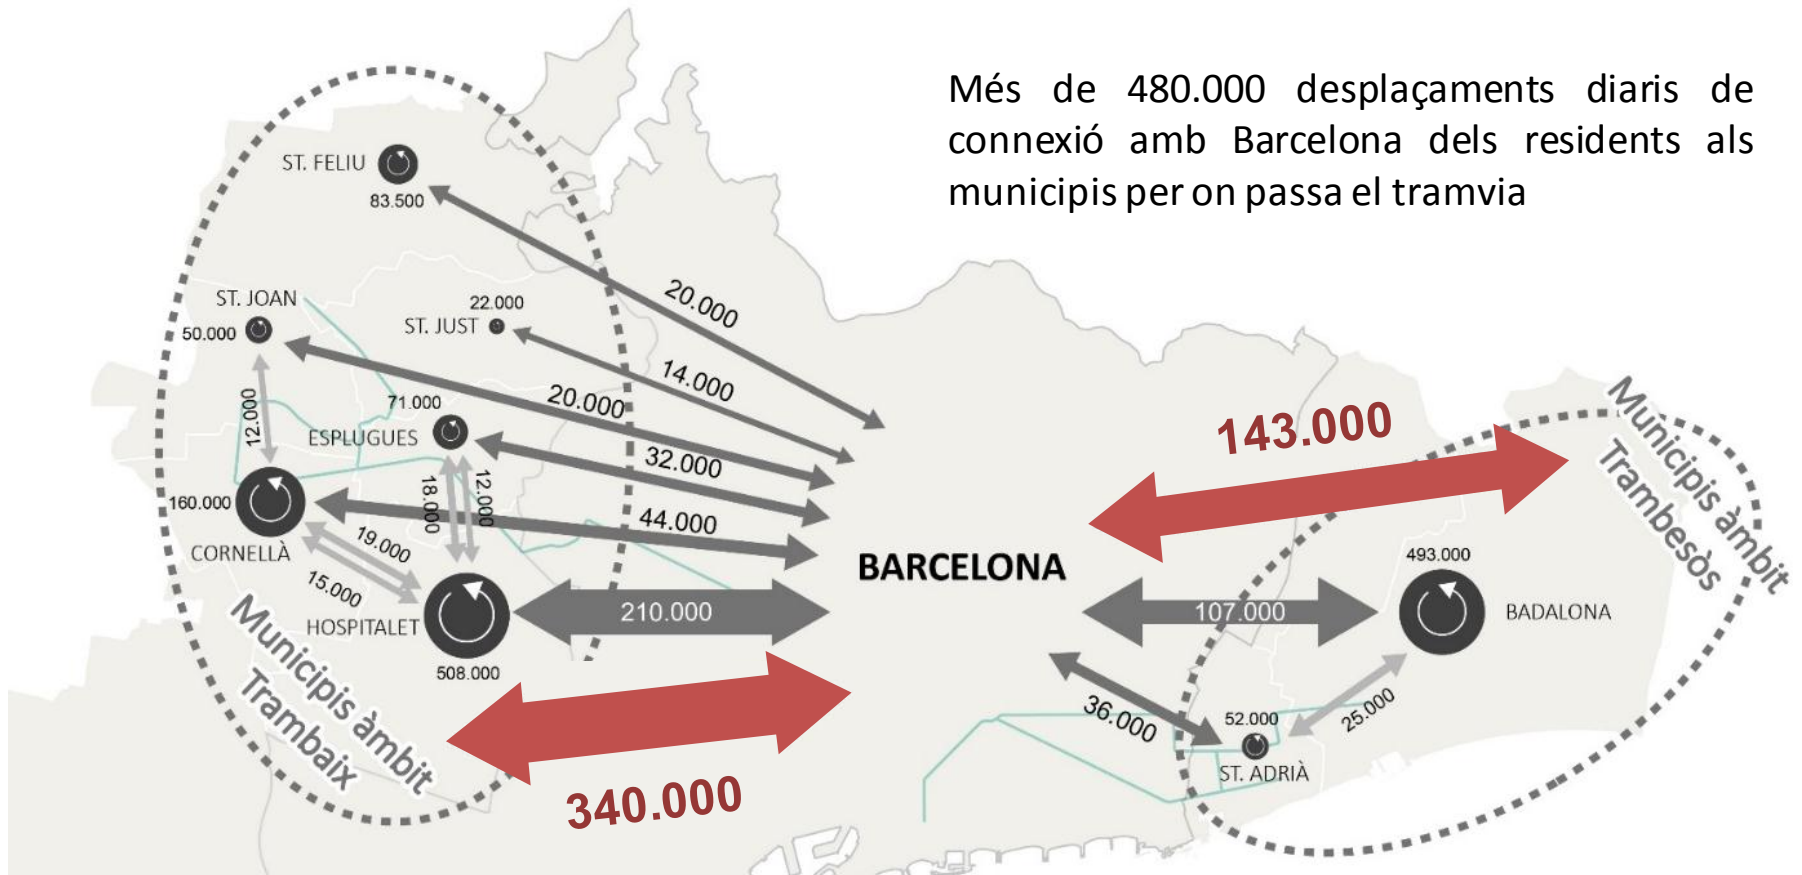 Més de 480.000 desplaçaments diaris de
connexió amb Barcelona dels residents als
municipis per on passa el tramvia
ST. FELIU
83.500
20.000
ST. JOAN
50.000
22.000
ST. JUST
14.000
20.000
12.000
71.000
ESPLUGUES
32.000
18.000
12.000
160.000
CORNELLÀ
44.000
19.000
15.000
HOSPITALET
508.000
210.000
BARCELONA
340.000
Municipis àmbit
Trambaix
143.000
Municipis àmbit
Trambesòs
493.000
BADALONA
107.000
36.000
52.000
ST. ADRIÀ
25.000